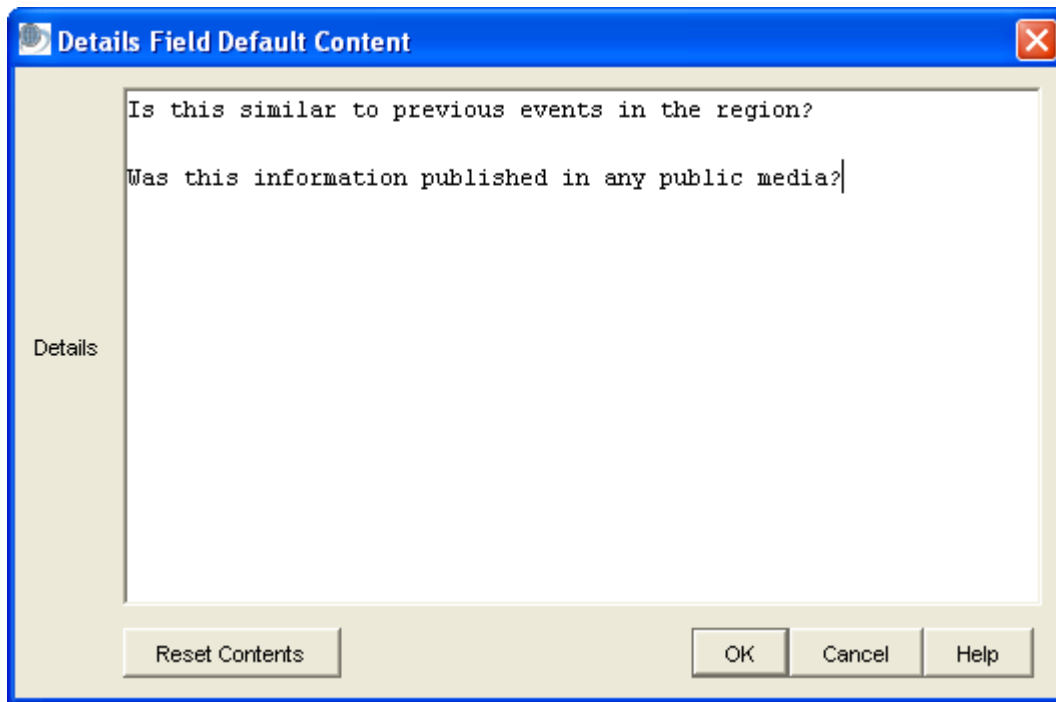 Details Field Default Content
Is this similar to previous events in the region?
Was this information published in any public media?
Details
Reset Contents
OK
Cancel
Help